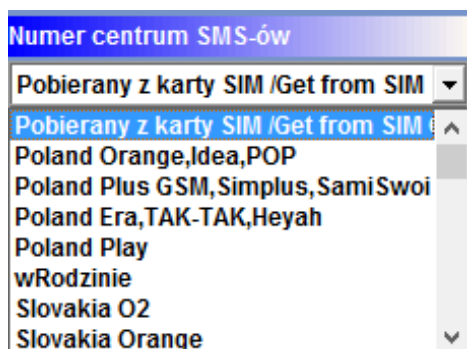 Numer centrum SMS-ów
Pobierany z karty SIM /Get from SIM
Pobierany z karty SIM /Get from SIM
Poland Orange,Idea,POP
Poland Plus GSM,Simplus,SamiSwoi
Poland Era,TAK-TAK,Heyah
Poland Play
wRodzinie
Slovakia O2
Slovakia Orange